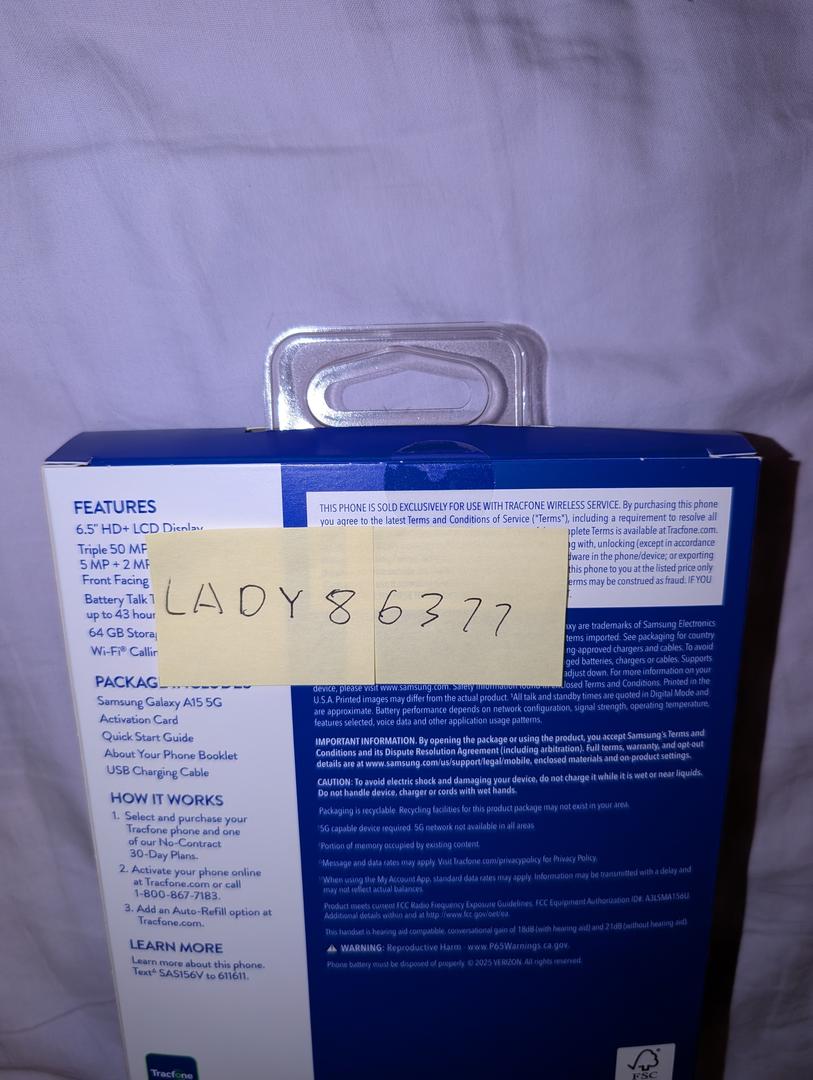 FEATURES
6.5" HD+ LCD Display
Triple 50 MP
5 MP + 2 MP
Front Facing
Battery Talk
up to 43 hour
64 GB Stora
Wi-Fi® Callin
PACKAGE INCLUDES
Samsung Galaxy A15 5G
Activation Card
Quick Start Guide
About Your Phone Booklet
USB Charging Cable
HOW IT WORKS
1. Select and purchase your
Tracfone phone and one
of our No-Contract
30-Day Plans.
2. Activate your phone online
at Tracfone.com or call
1-800-867-7183.
3. Add an Auto-Refill option at
Tracfone.com.
LEARN MORE
Learn more about this phone.
Text⁶ SAS156V to 611611.
Tracfone
LADY 86377
THIS PHONE IS SOLD EXCLUSIVELY FOR USE WITH TRACFONE WIRELESS SERVICE. By purchasing this phone
you agree to the latest Terms and Conditions of Service ("Terms"), including a requirement to resolve all
plete Terms is available at Tracfone.com.
g with, unlocking (except in accordance
dware in the phone/device; or exporting
this phone to you at the listed price only
erms may be construed as fraud. IF YOU
xy are trademarks of Samsung Electronics
tems imported. See packaging for country
ng-approved chargers and cables. To avoid
ged batteries, chargers or cables. Supports
adjust down. For more information on your
device, please visit www.samsung.com. Safety information found in enclosed Terms and Conditions. Printed in the
U.S.A. Printed images may differ from the actual product. ¹All talk and standby times are quoted in Digital Mode and
are approximate. Battery performance depends on network configuration, signal strength, operating temperature,
features selected, voice data and other application usage patterns.
IMPORTANT INFORMATION. By opening the package or using the product, you accept Samsung's Terms and
Conditions and its Dispute Resolution Agreement (including arbitration). Full terms, warranty, and opt-out
details are at www.samsung.com/us/support/legal/mobile, enclosed materials and on-product settings.
CAUTION: To avoid electric shock and damaging your device, do not charge it while it is wet or near liquids.
Do not handle device, charger or cords with wet hands.
Packaging is recyclable. Recycling facilities for this product package may not exist in your area.
5G capable device required. 5G network not available in all areas
Portion of memory occupied by existing content.
Message and data rates may apply. Visit Tracfone.com/privacypolicy for Privacy Policy.
When using the My Account App, standard data rates may apply. Information may be transmitted with a delay and
may not reflect actual balances.
Product meets current FCC Radio Frequency Exposure Guidelines. FCC Equipment Authorization ID#: A3LSMA156U.
Additional details within and at http://www.fcc.gov/oet/ea.
This handset is hearing aid compatible, conversational gain of 18dB (with hearing aid) and 21dB (without hearing aid).
WARNING: Reproductive Harm - www.P65Warnings.ca.gov.
Phone battery must be disposed of properly. © 2025 VERIZON. All rights reserved.
FSC